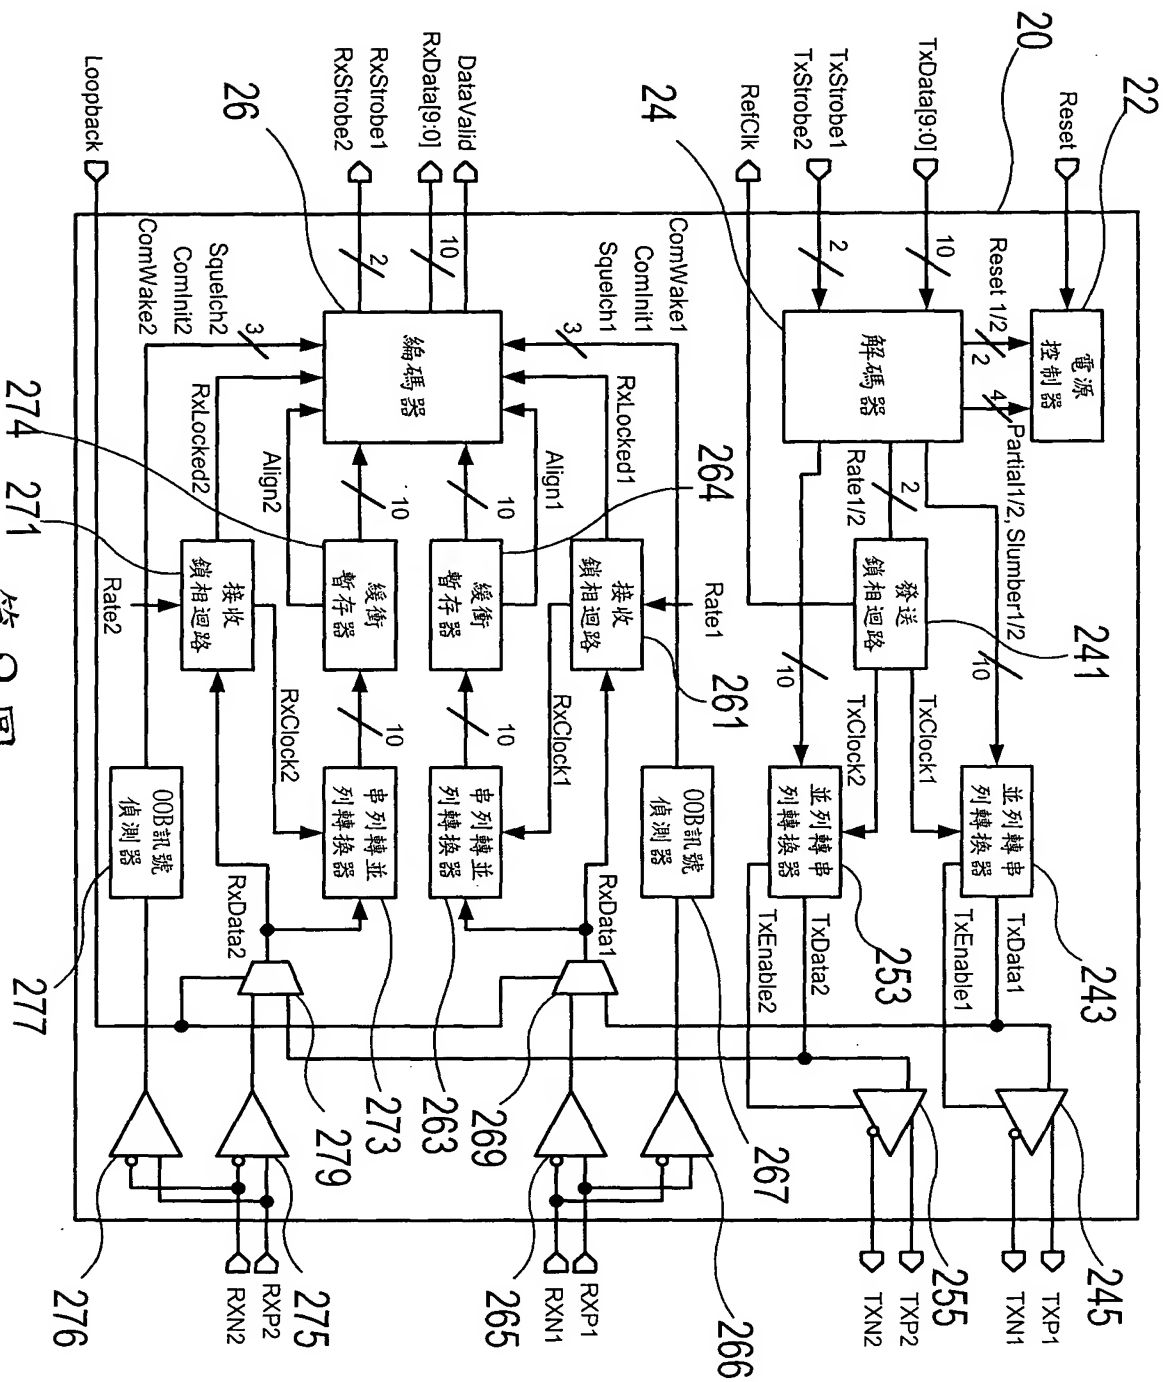 20
22
Reset
TxData[9:0]
TxStrobe1
TxStrobe2
24
RefClk
DataValid
RxData[9:0]
RxStrobe1
RxStrobe2
26
Loopback
電源
控制器
Reset 1/2
2
4
Partial1/2, Slumber1/2
10
2
解碼器
Rate1/2
2
10
10
發送
鎖相迴路
241
TxClock1
TxClock2
並列轉串
列轉換器
243
TxData1
TxEnable1
245
TXP1
TXN1
並列轉串
列轉換器
253
TxData2
TxEnable2
255
TXP2
TXN2
ComWake1
ComInit1
Squelch1
3
OOB訊號
偵測器
267
266
RxLocked1
接收
鎖相迴路
Rate1
261
RxClock1
RxData1
269
265
RXP1
RXN1
Align1
264
10
緩衝
暫存器
10
串列轉並
列轉換器
263
編碼器
10
2
10
緩衝
暫存器
10
串列轉並
列轉換器
273
Align2
274
RxLocked2
接收
鎖相迴路
Rate2
271
RxClock2
RxData2
279
275
RXP2
RXN2
Squelch2
ComInit2
ComWake2
3
OOB訊號
偵測器
277
276
第2圖